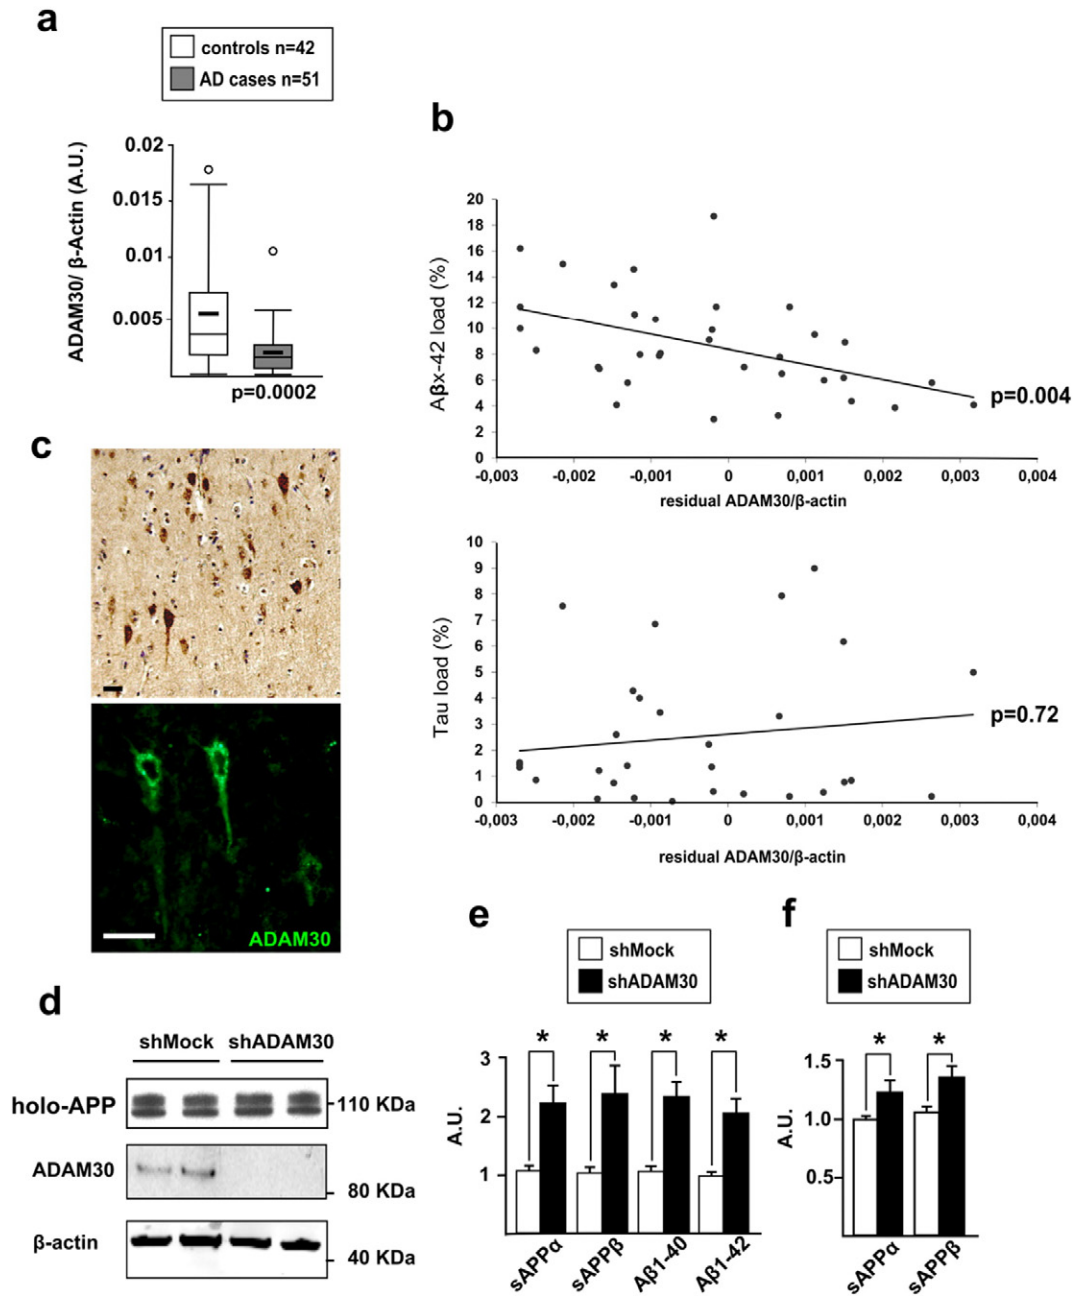 a
controls n=42
AD cases n=51
ADAM30/ β-Actin (A.U.)
0.02
0.015
0.01
0.005
p=0.0002
b
Aβx-42 load (%)
20
18
16
14
12
10
8
6
4
2
0
p=0.004
-0,003 -0,002 -0,001 0 0,001 0,002 0,003 0,004
residual ADAM30/β-actin
Tau load (%)
10
9
8
7
6
5
4
3
2
1
0
p=0.72
-0,003 -0,002 -0,001 0 0,001 0,002 0,003 0,004
residual ADAM30/β-actin
c
ADAM30
d
shMock shADAM30
holo-APP 110 KDa
ADAM30
80 KDa
β-actin
40 KDa
e
shMock
shADAM30
A.U.
3
2
1
* * * *
sAPPα sAPPβ Aβ1-40 Aβ1-42
f
shMock
shADAM30
A.U.
1.5
1.0
0.5
* *
sAPPα sAPPβ